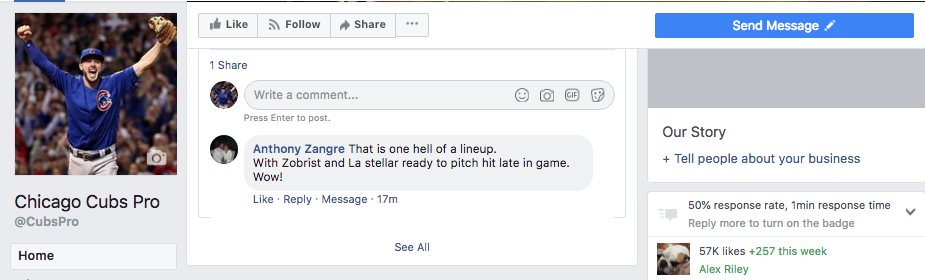 Like
Follow
Share
Send Message
1 Share
Write a comment...
GIF
Press Enter to post.
Anthony Zangre That is one hell of a lineup.
With Zobrist and La stellar ready to pitch hit late in game.
Wow!
Like · Reply · Message · 17m
See All
Chicago Cubs Pro
@CubsPro
Home
Our Story
+ Tell people about your business
50% response rate, 1min response time
Reply more to turn on the badge
57K likes +257 this week
Alex Riley